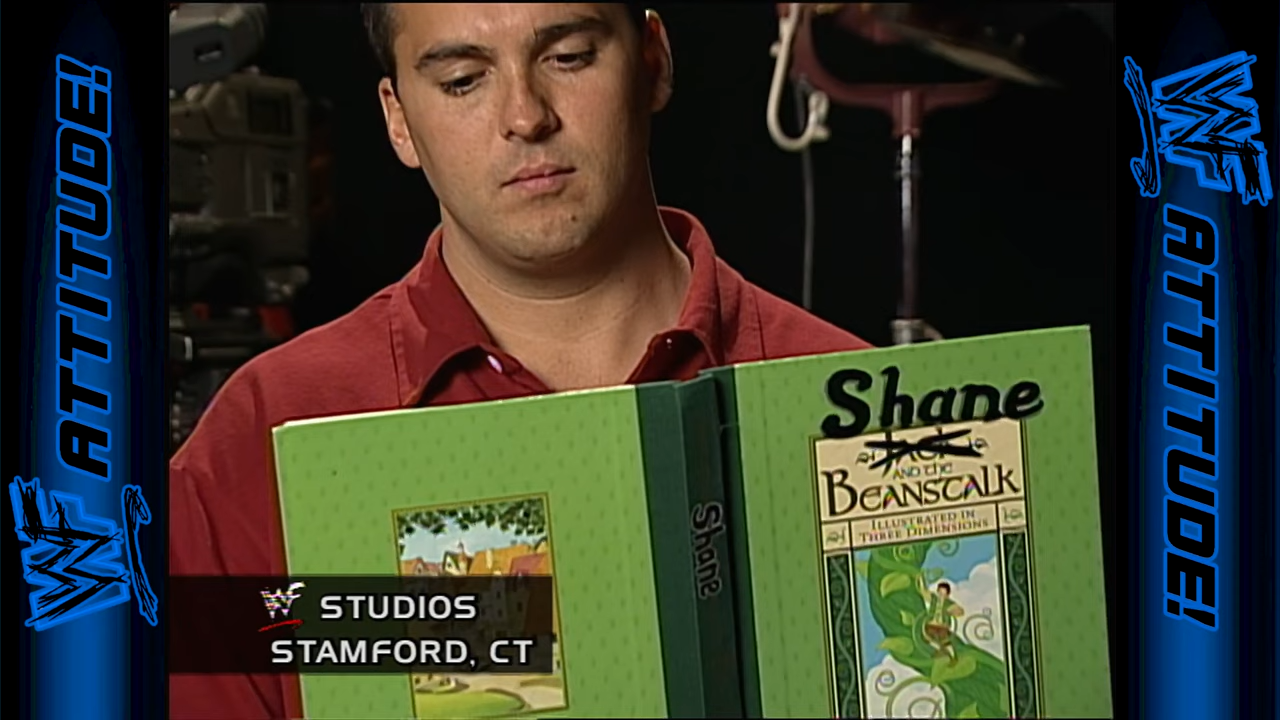 WF ATTITUDE!
Shane
Jack
and the
Beanstalk
Illustrated in
Three Dimensions
Shane
WF STUDIOS
STAMFORD, CT
WF ATTITUDE!